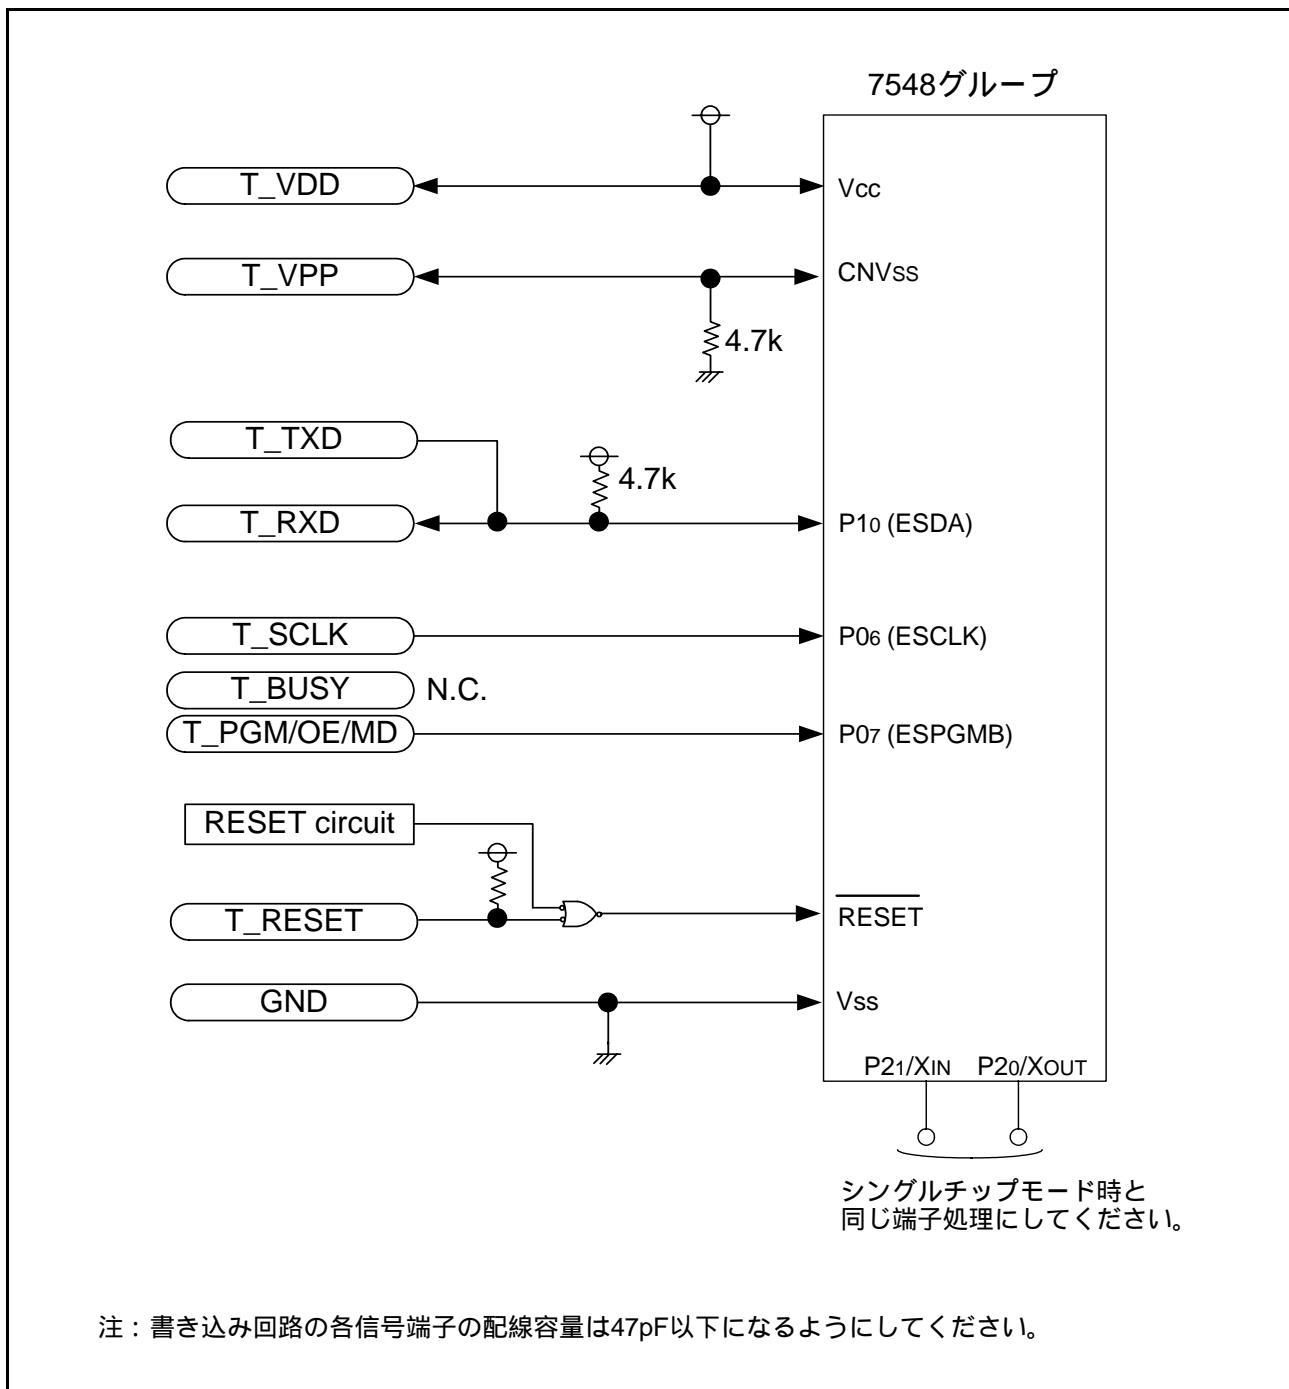 7548グループ
T_VDD
Vcc
T_VPP
CNVSS
4.7k
T_TXD
4.7k
T_RXD
P10 (ESDA)
T_SCLK
P06 (ESCLK)
T_BUSY N.C.
T_PGM/OE/MD
P07 (ESPGMB)
RESET circuit
T_RESET
RESET
GND
Vss
P21/XIN P20/XOUT
シングルチップモード時と
同じ端子処理にしてください。
注：書き込み回路の各信号端子の配線容量は47pF以下になるようにしてください。